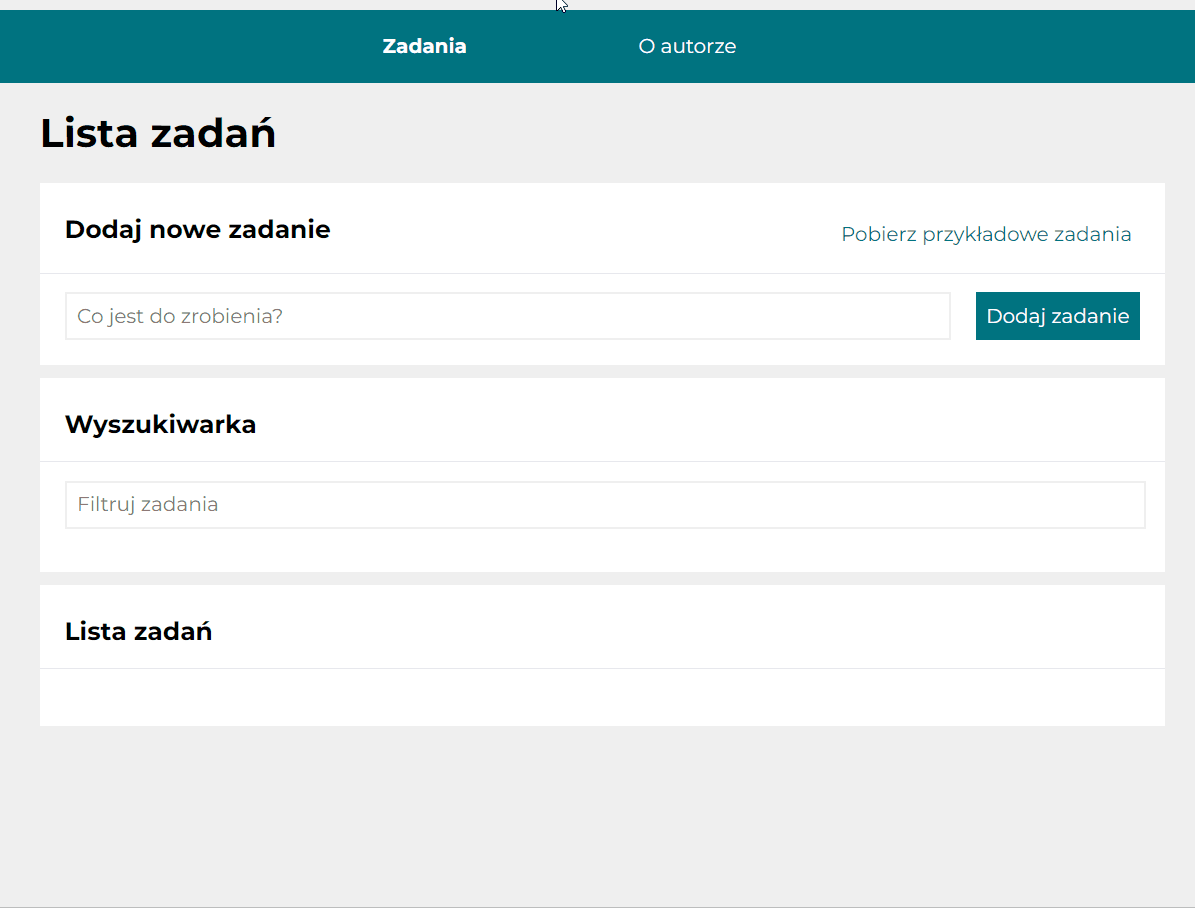 Zadania
O autorze
Lista zadań
Dodaj nowe zadanie
Pobierz przykładowe zadania
Co jest do zrobienia?
Dodaj zadanie
Wyszukiwarka
Filtruj zadania
Lista zadań